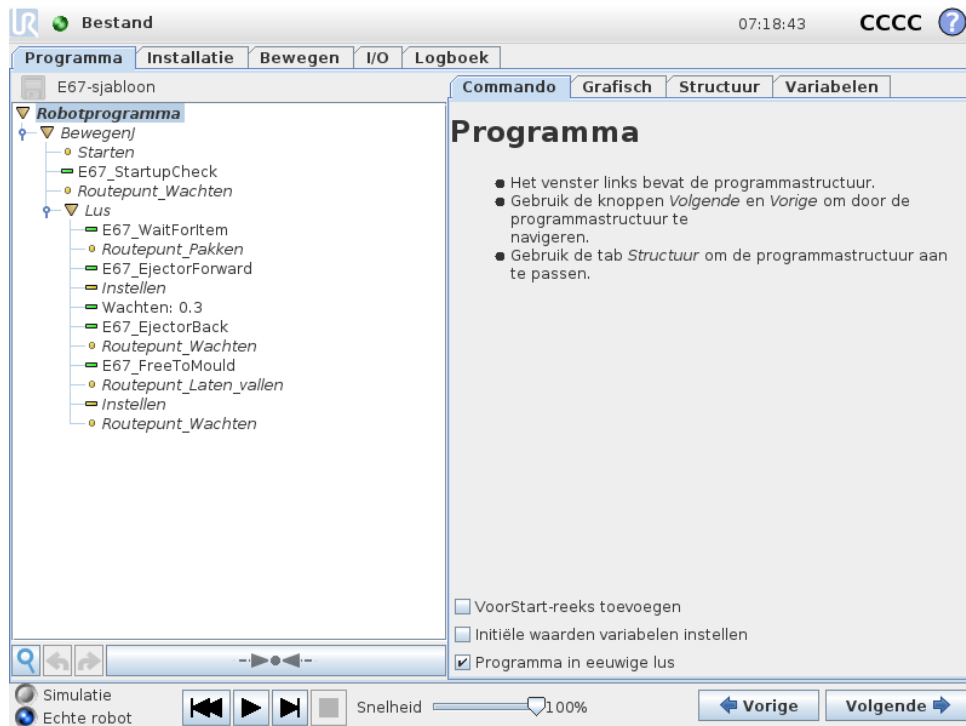 UR Bestand 07:18:43 CCCC ?
Programma Installatie Bewegen I/O Logboek
E67-sjabloon
Commando Grafisch Structuur Variabelen
Robotprogramma
BewegenJ
Starten
E67_StartupCheck
Routepunt_Wachten
Lus
E67_WaitForItem
Routepunt_Pakken
E67_EjectorForward
Instellen
Wachten: 0.3
E67_EjectorBack
Routepunt_Wachten
E67_FreeToMould
Routepunt_Laten_vallen
Instellen
Routepunt_Wachten
Programma
Het venster links bevat de programmastructuur.
Gebruik de knoppen Volgende en Vorige om door de
programmastructuur te
navigeren.
Gebruik de tab Structuur om de programmastructuur aan
te passen.
VoorStart-reeks toevoegen
Initiële waarden variabelen instellen
Programma in eeuwige lus
Simulatie
Echte robot
Snelheid 100%
Vorige Volgende